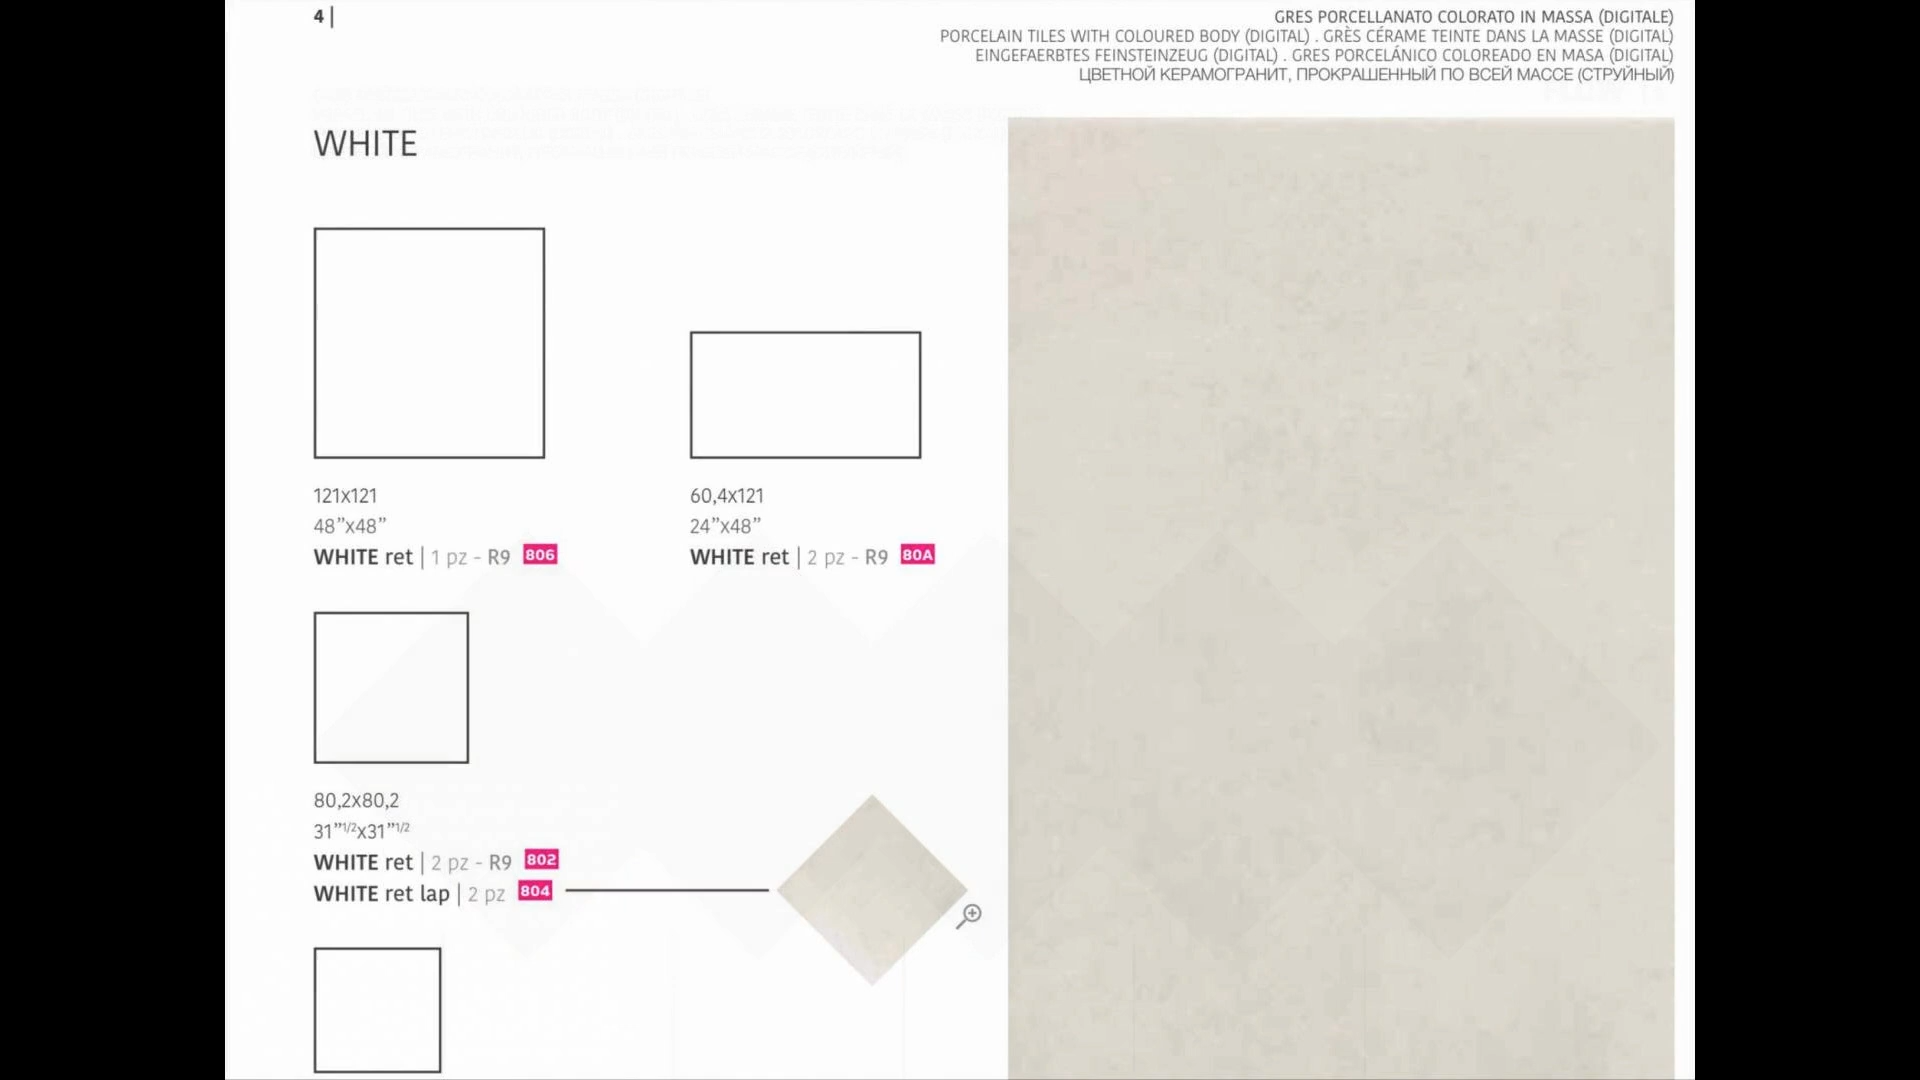 4 |
GRES PORCELLANATO COLORATO IN MASSA (DIGITALE)
PORCELAIN TILES WITH COLOURED BODY (DIGITAL) . GRÈS CÉRAME TEINTE DANS LA MASSE (DIGITAL)
EINGEFAERBTES FEINSTEINZEUG (DIGITAL) . GRES PORCELÁNICO COLOREADO EN MASA (DIGITAL)
ЦВЕТНОЙ КЕРАМОГРАНИТ, ПРОКРАШЕННЫЙ ПО ВСЕЙ МАССЕ (СТРУЙНЫЙ)
WHITE
121x121
48”x48”
WHITE ret | 1 pz - R9 806
60,4x121
24”x48”
WHITE ret | 2 pz - R9 80A
80,2x80,2
31”1/2x31”1/2
WHITE ret | 2 pz - R9 802
WHITE ret lap | 2 pz 804